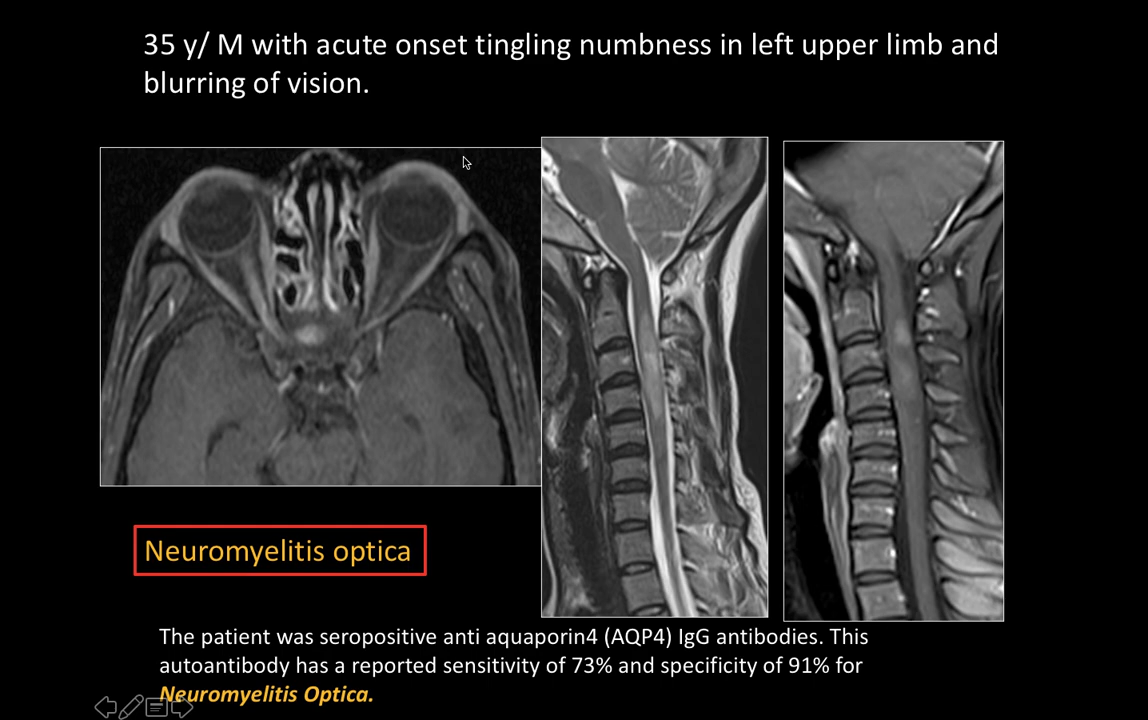 35 y/ M with acute onset tingling numbness in left upper limb and
blurring of vision.
Neuromyelitis optica
The patient was seropositive anti aquaporin4 (AQP4) IgG antibodies. This
autoantibody has a reported sensitivity of 73% and specificity of 91% for
Neuromyelitis Optica.